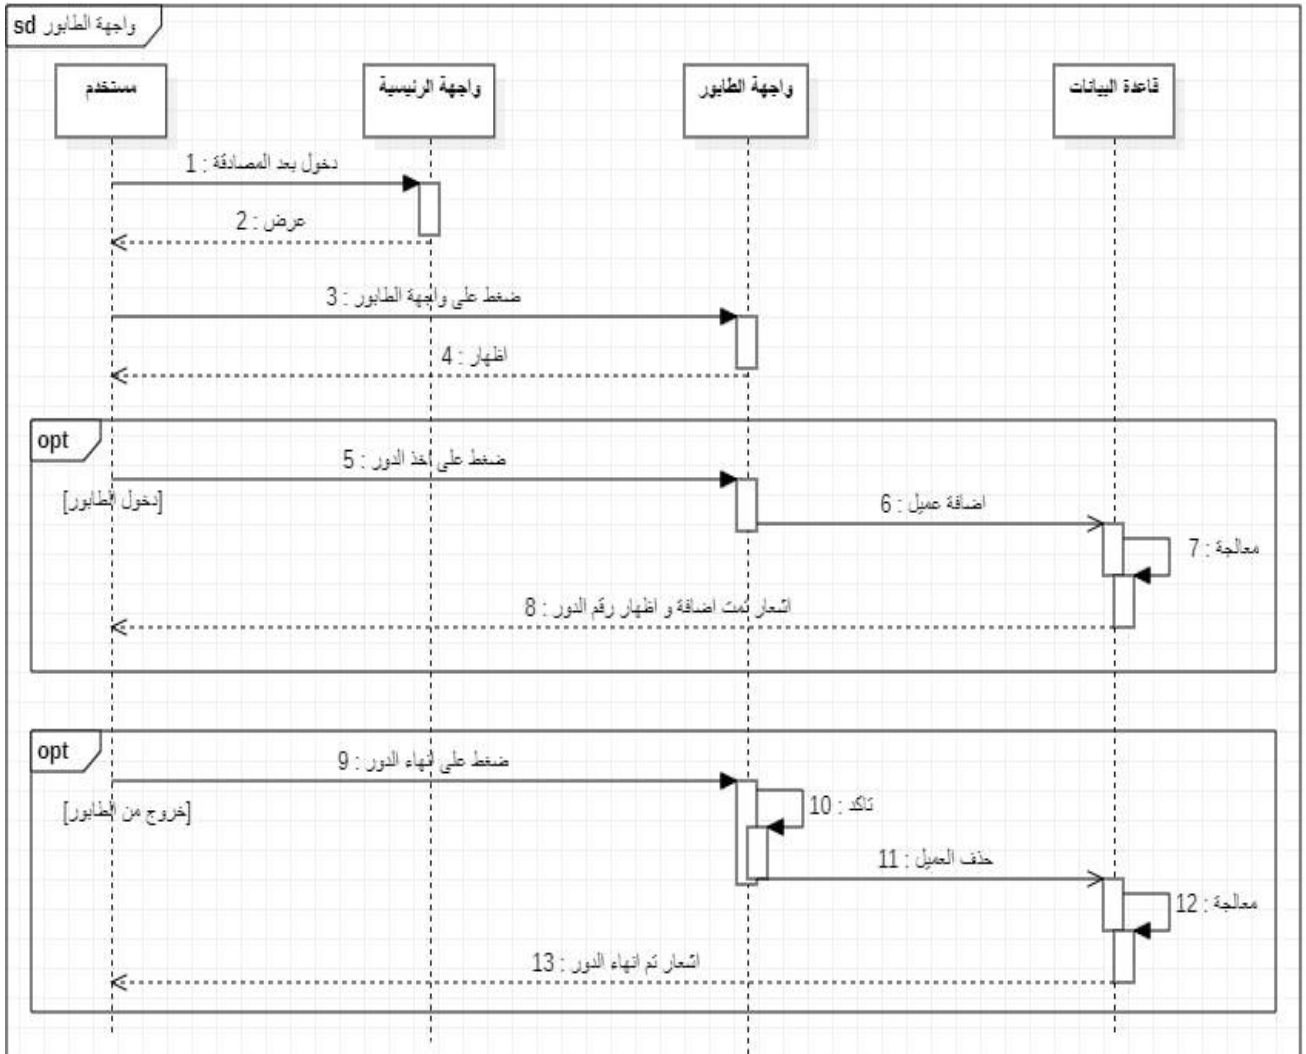 sd واجهة الطابور
مستخدم
واجهة الرئيسية
واجهة الطابور
قاعدة البيانات
1 : دخول بعد المصادقة
2 : عرض
3 : ضغط على واجهة الطابور
4 : اظهار
opt
5 : ضغط على اخذ الدور
[دخول الطابور]
6 : اضافة عميل
7 : معالجة
8 : اشعار تمت اضافة و اظهار رقم الدور
opt
9 : ضغط على انهاء الدور
[خروج من الطابور]
10 : تاكد
11 : حذف العميل
12 : معالجة
13 : اشعار تم انهاء الدور